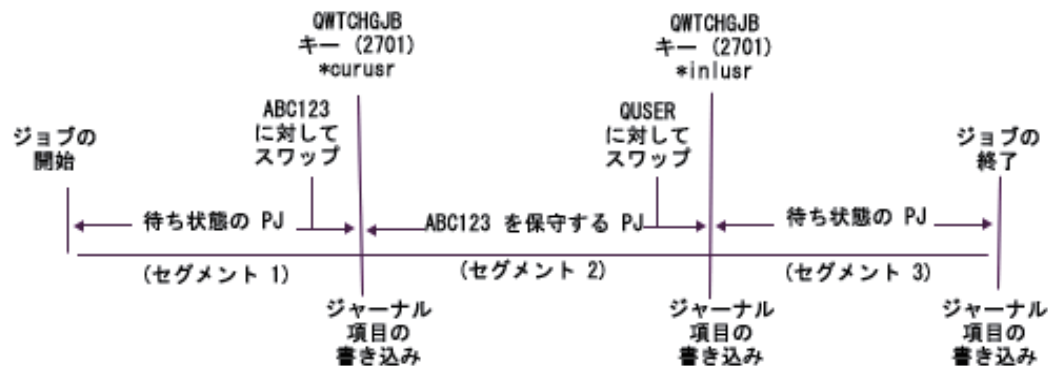 QWTCHGJB
キー (2701)
*curusr
QWTCHGJB
キー (2701)
*inlusr
ABC123
に対して
スワップ
QUSER
に対して
スワップ
ジョブの
開始
ジョブの
終了
待ち状態の PJ
ABC123 を保守する PJ
待ち状態の PJ
(セグメント 1)
(セグメント 2)
(セグメント 3)
ジャーナル
項目の
書き込み
ジャーナル
項目の
書き込み
ジャーナル
項目の
書き込み